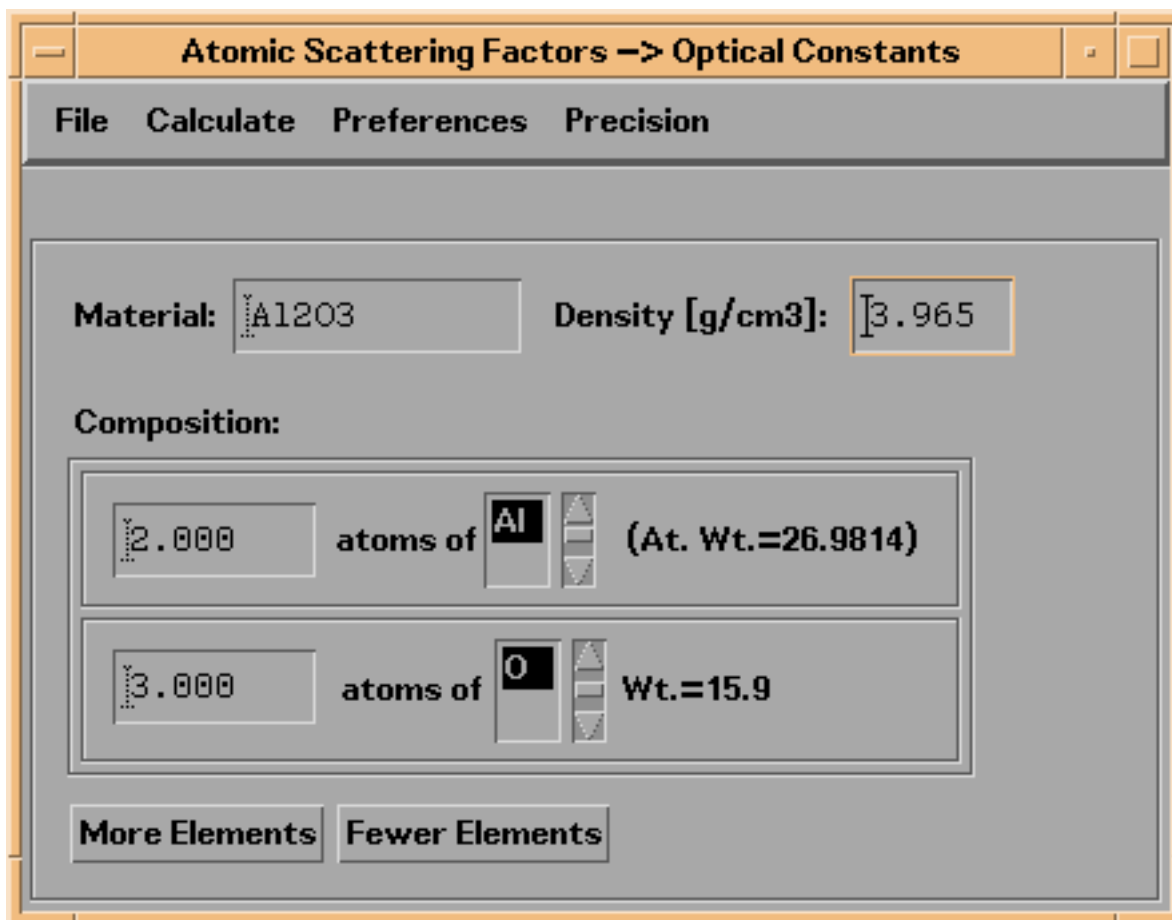 Atomic Scattering Factors –> Optical Constants
File Calculate Preferences Precision
Material: Al2O3 Density [g/cm3]: 3.965
Composition:
2.000 atoms of Al (At. Wt.=26.9814)
3.000 atoms of O Wt.=15.9
More Elements Fewer Elements